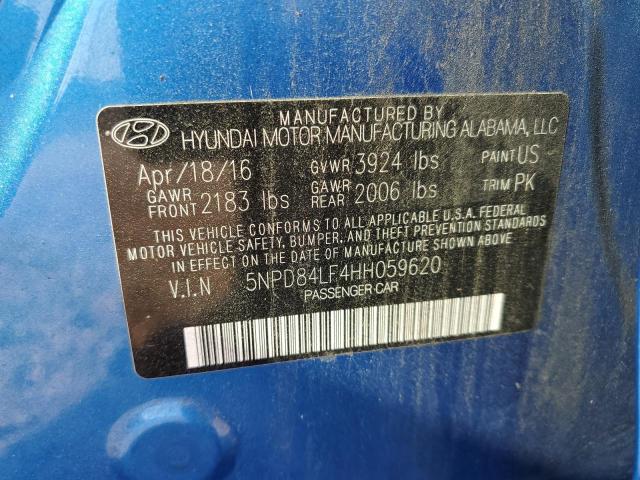 MANUFACTURED BY
HYUNDAI MOTOR MANUFACTURING ALABAMA, LLC
Apr/18/16 GVWR 3924 lbs PAINT US
GAWR FRONT 2183 lbs GAWR REAR 2006 lbs TRIM PK
THIS VEHICLE CONFORMS TO ALL APPLICABLE U.S.A. FEDERAL
MOTOR VEHICLE SAFETY, BUMPER, AND THEFT PREVENTION STANDARDS
IN EFFECT ON THE DATE OF MANUFACTURE SHOWN ABOVE.
V.I.N 5NPD84LF4HH059620
PASSENGER CAR